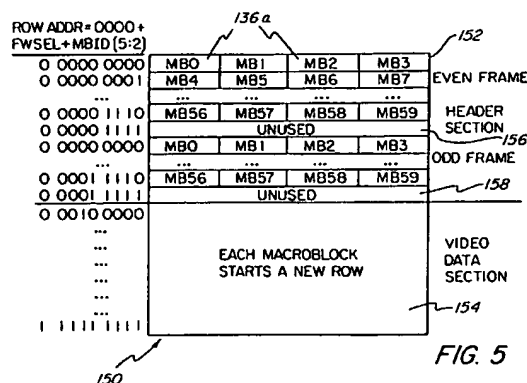 136a
ROW ADDR = 0000 +
FWSEL + MBID (5:2)
152
0 0000 0000 MB0 MB1 MB2 MB3
EVEN FRAME
0 0000 0001 MB4 MB5 MB6 MB7
... ... ... ... ...
0 0000 1110 MB56 MB57 MB58 MB59
HEADER
SECTION
0 0000 1111 UNUSED
156
0 0000 0000 MB0 MB1 MB2 MB3
ODD FRAME
... ... ... ... ...
0 0001 1110 MB56 MB57 MB58 MB59
0 0001 1111 UNUSED
158
0 0010 0000
...
...
...
...
...
...
1 1111 1111
EACH MACROBLOCK
STARTS A NEW ROW
VIDEO
DATA
SECTION
154
150
FIG. 5